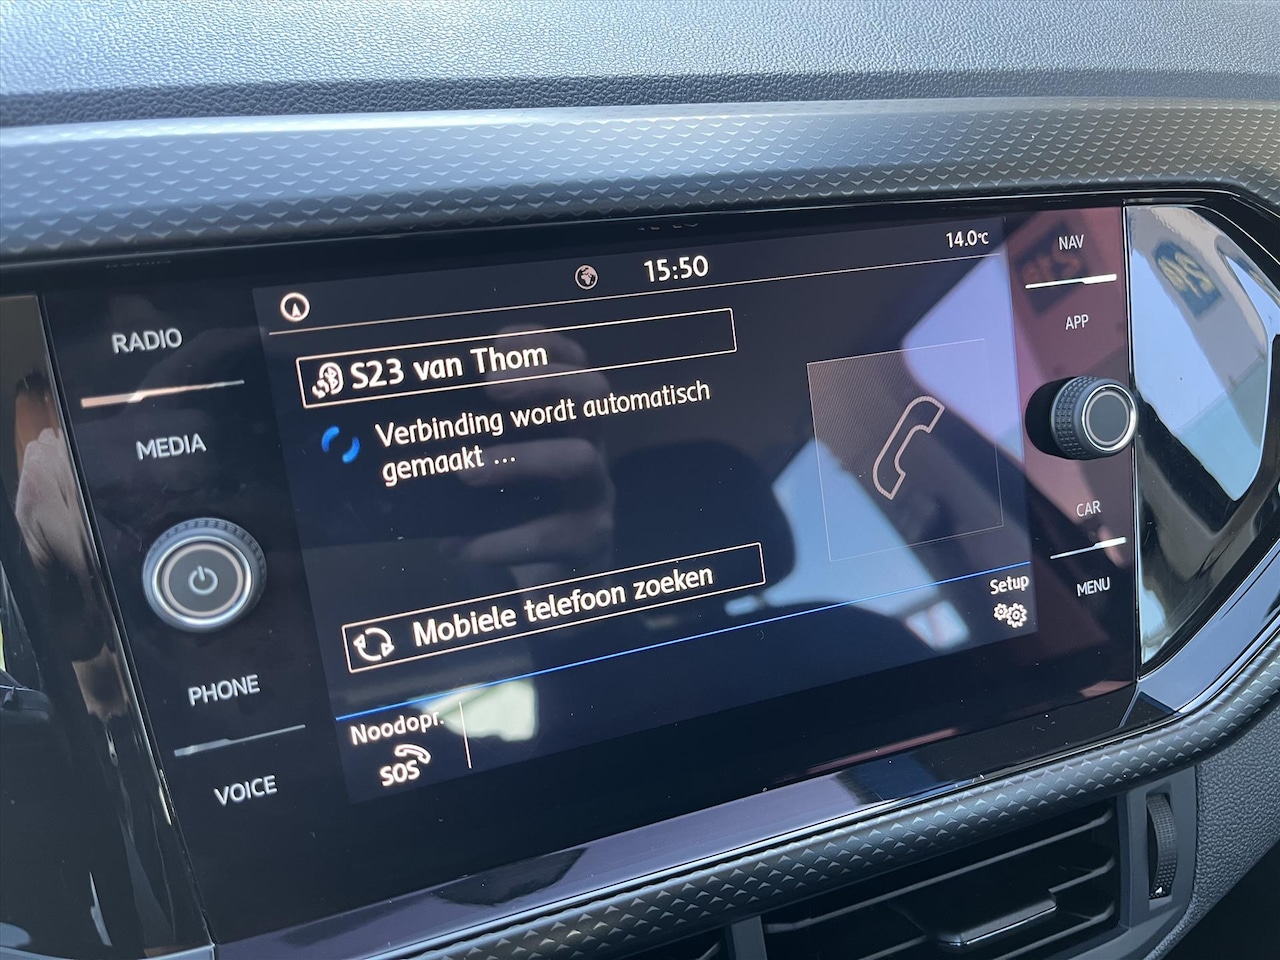 15:50
14.0°C
NAV
RADIO
S23 van Thom
APP
Verbinding wordt automatisch
gemaakt ...
MEDIA
CAR
Mobiele telefoon zoeken
Setup
MENU
PHONE
Noodopr.
SOS
VOICE